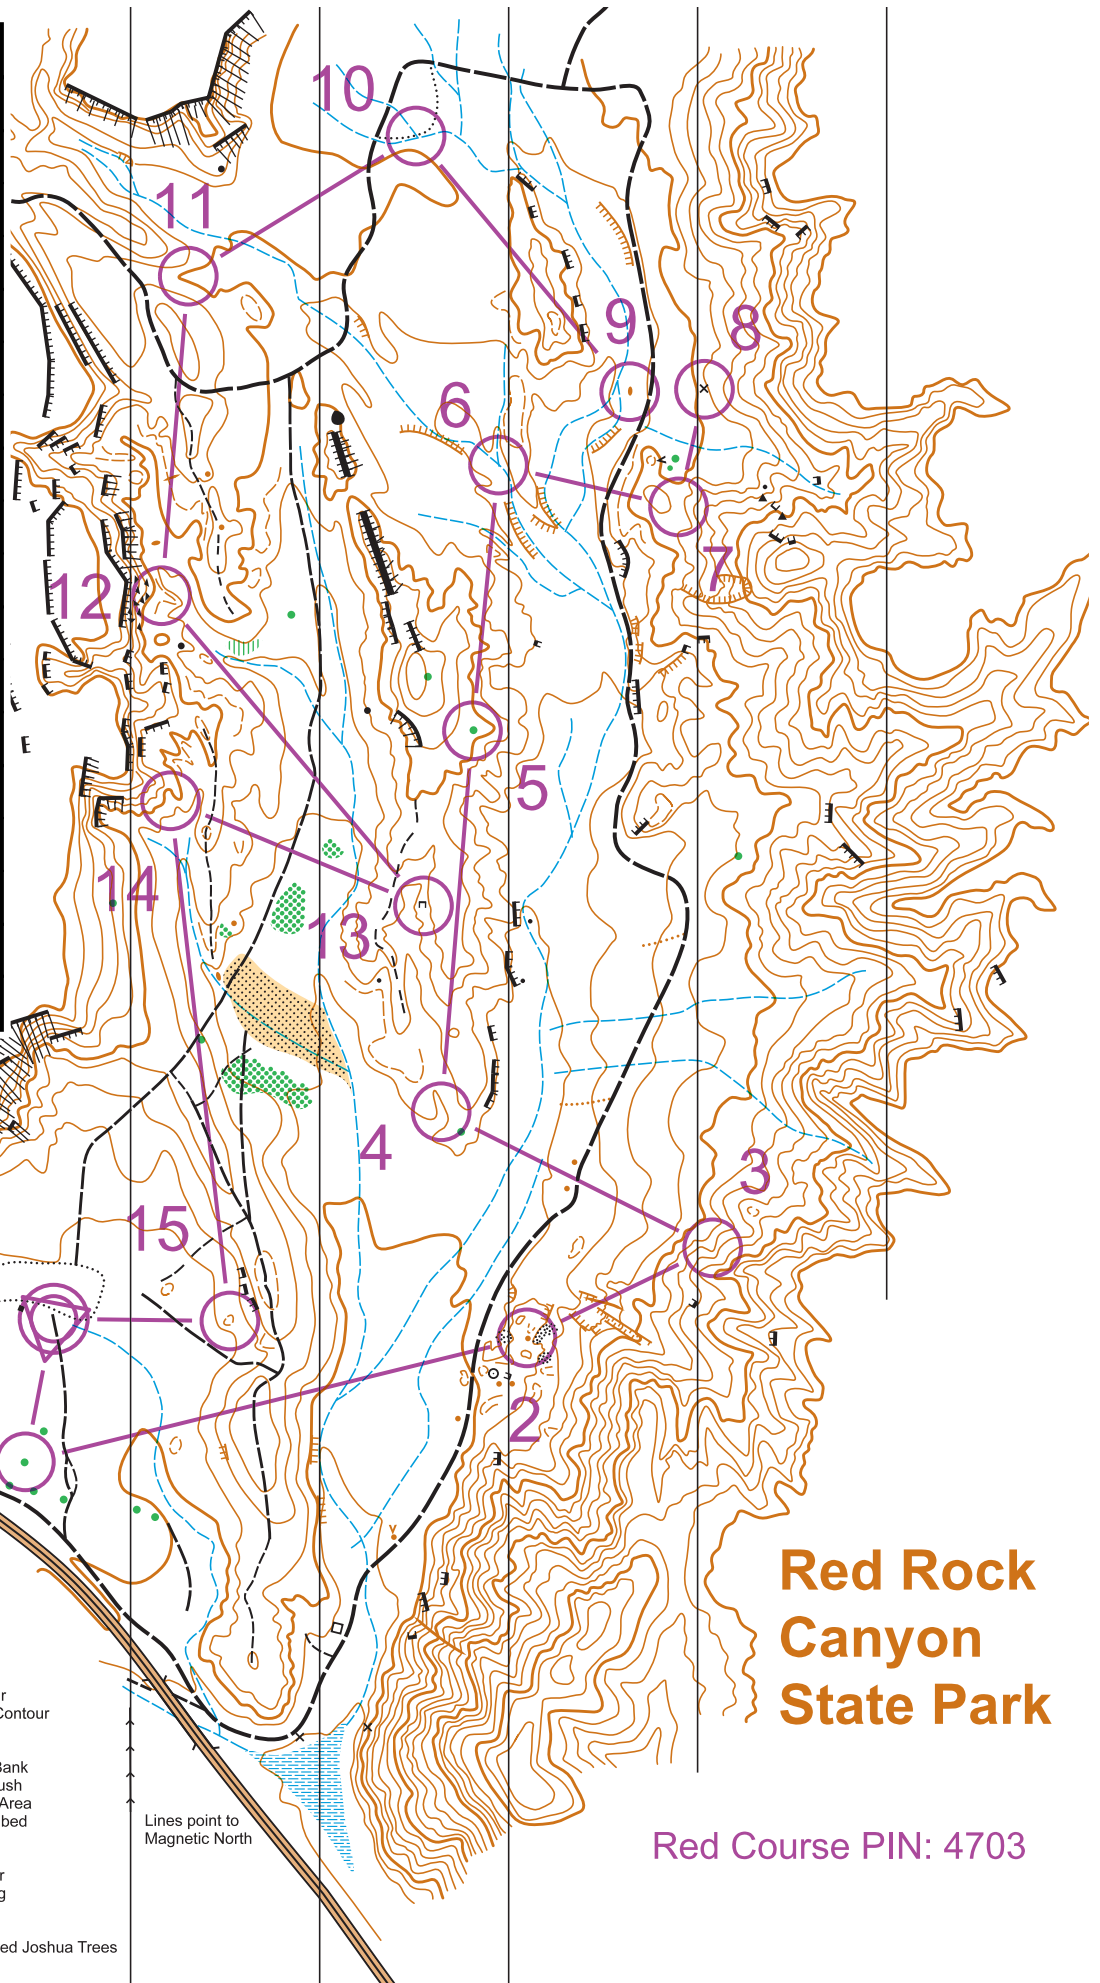 10
11
9
8
6
7
12
5
14
13
4
3
15
2
Red Rock
Canyon
State Park
r
Contour
Bank
ush
Area
bed
Lines point to
Magnetic North
r
g
Red Course PIN: 4703
ed Joshua Trees